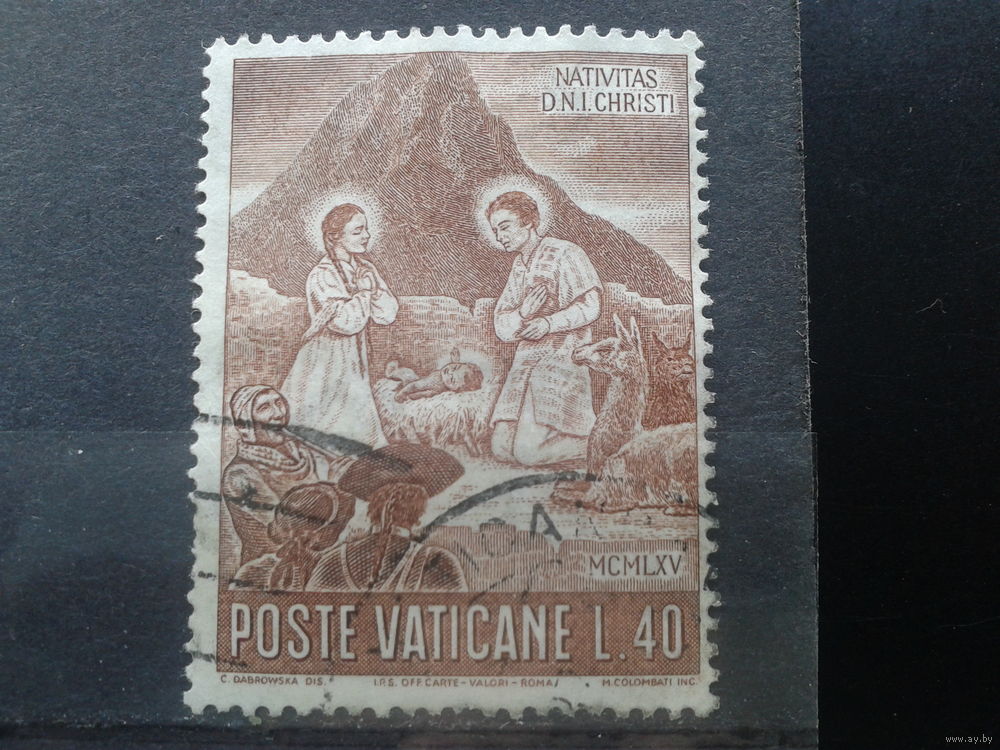 NATIVITAS
D.N.I.CHRISTI
MCMLXV
POSTE VATICANE L.40
C. DABROWSKA DIS. I.P.S. OFF. CARTE-VALORI-ROMA M.COLOMBATI INC.
www.ay.by